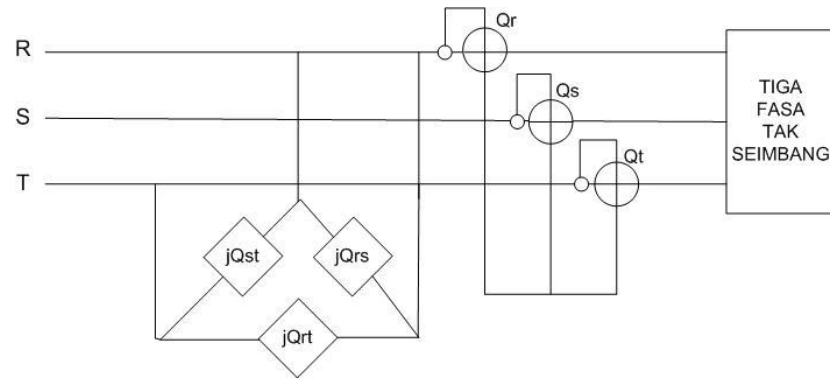 Qr
R
Qs
S
Qt
T
TIGA
FASA
TAK
SEIMBANG
jQst
jQrs
jQrt